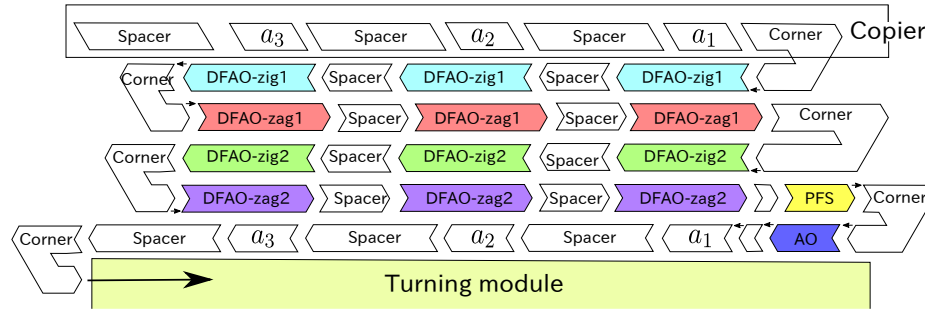 Spacer a₃ Spacer a₂ Spacer a₁ Corner Copier
Corner DFAO-zig1 Spacer DFAO-zig1 Spacer DFAO-zig1
DFAO-zag1 Spacer DFAO-zag1 Spacer DFAO-zag1 Corner
Corner DFAO-zig2 Spacer DFAO-zig2 Spacer DFAO-zig2
DFAO-zag2 Spacer DFAO-zag2 Spacer DFAO-zag2 PFS Corner
Corner Spacer a₃ Spacer a₂ Spacer a₁ AO
Turning module